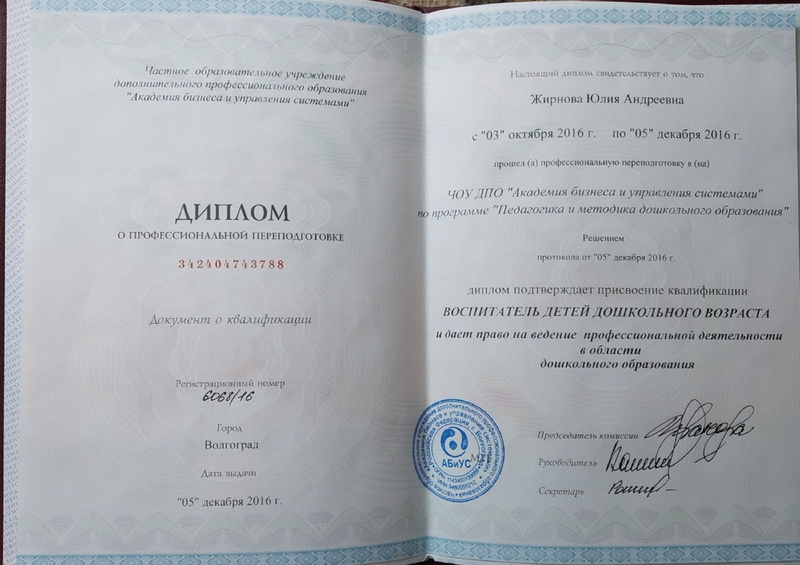 Частное образовательное учреждение
дополнительного профессионального образования
"Академия бизнеса и управления системами"
ДИПЛОМ
О ПРОФЕССИОНАЛЬНОЙ ПЕРЕПОДГОТОВКЕ
342404743788
Документ о квалификации
Регистрационный номер
6068/16
Город
Волгоград
Дата выдачи
"05" декабря 2016 г.
Настоящий диплом свидетельствует о том, что
Жирнова Юлия Андреевна
с "03" октября 2016 г. по "05" декабря 2016 г.
прошел (а) профессиональную переподготовку в (на)
ЧОУ ДПО "Академия бизнеса и управления системами"
по программе "Педагогика и методика дошкольного образования"
Решением
протокола от "05" декабря 2016 г.
диплом подтверждает присвоение квалификации
ВОСПИТАТЕЛЬ ДЕТЕЙ ДОШКОЛЬНОГО ВОЗРАСТА
и дает право на ведение профессиональной деятельности
в области
дошкольного образования
Председатель комиссии
Руководитель
Секретарь
АБиУС